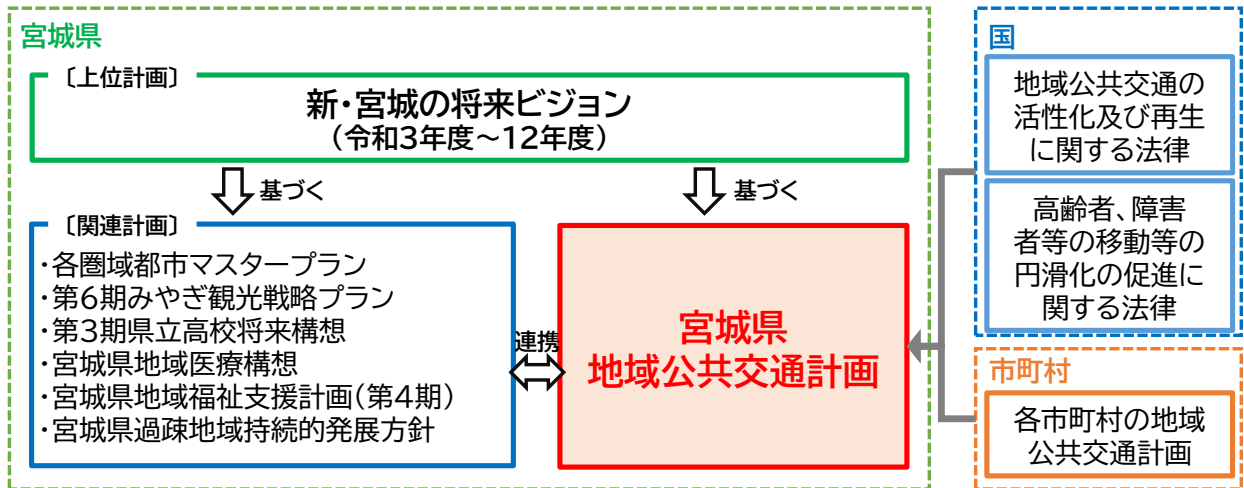 宮城県
〔上位計画〕
新・宮城の将来ビジョン
（令和3年度～12年度）
基づく
基づく
〔関連計画〕
・各圏域都市マスタープラン
・第6期みやぎ観光戦略プラン
・第3期県立高校将来構想
・宮城県地域医療構想
・宮城県地域福祉支援計画（第4期）
・宮城県過疎地域持続的発展方針
連携
宮城県
地域公共交通計画
国
地域公共交通の
活性化及び再生
に関する法律
高齢者、障害
者等の移動等の
円滑化の促進に
関する法律
市町村
各市町村の地域
公共交通計画